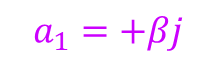 a₁ = +βj